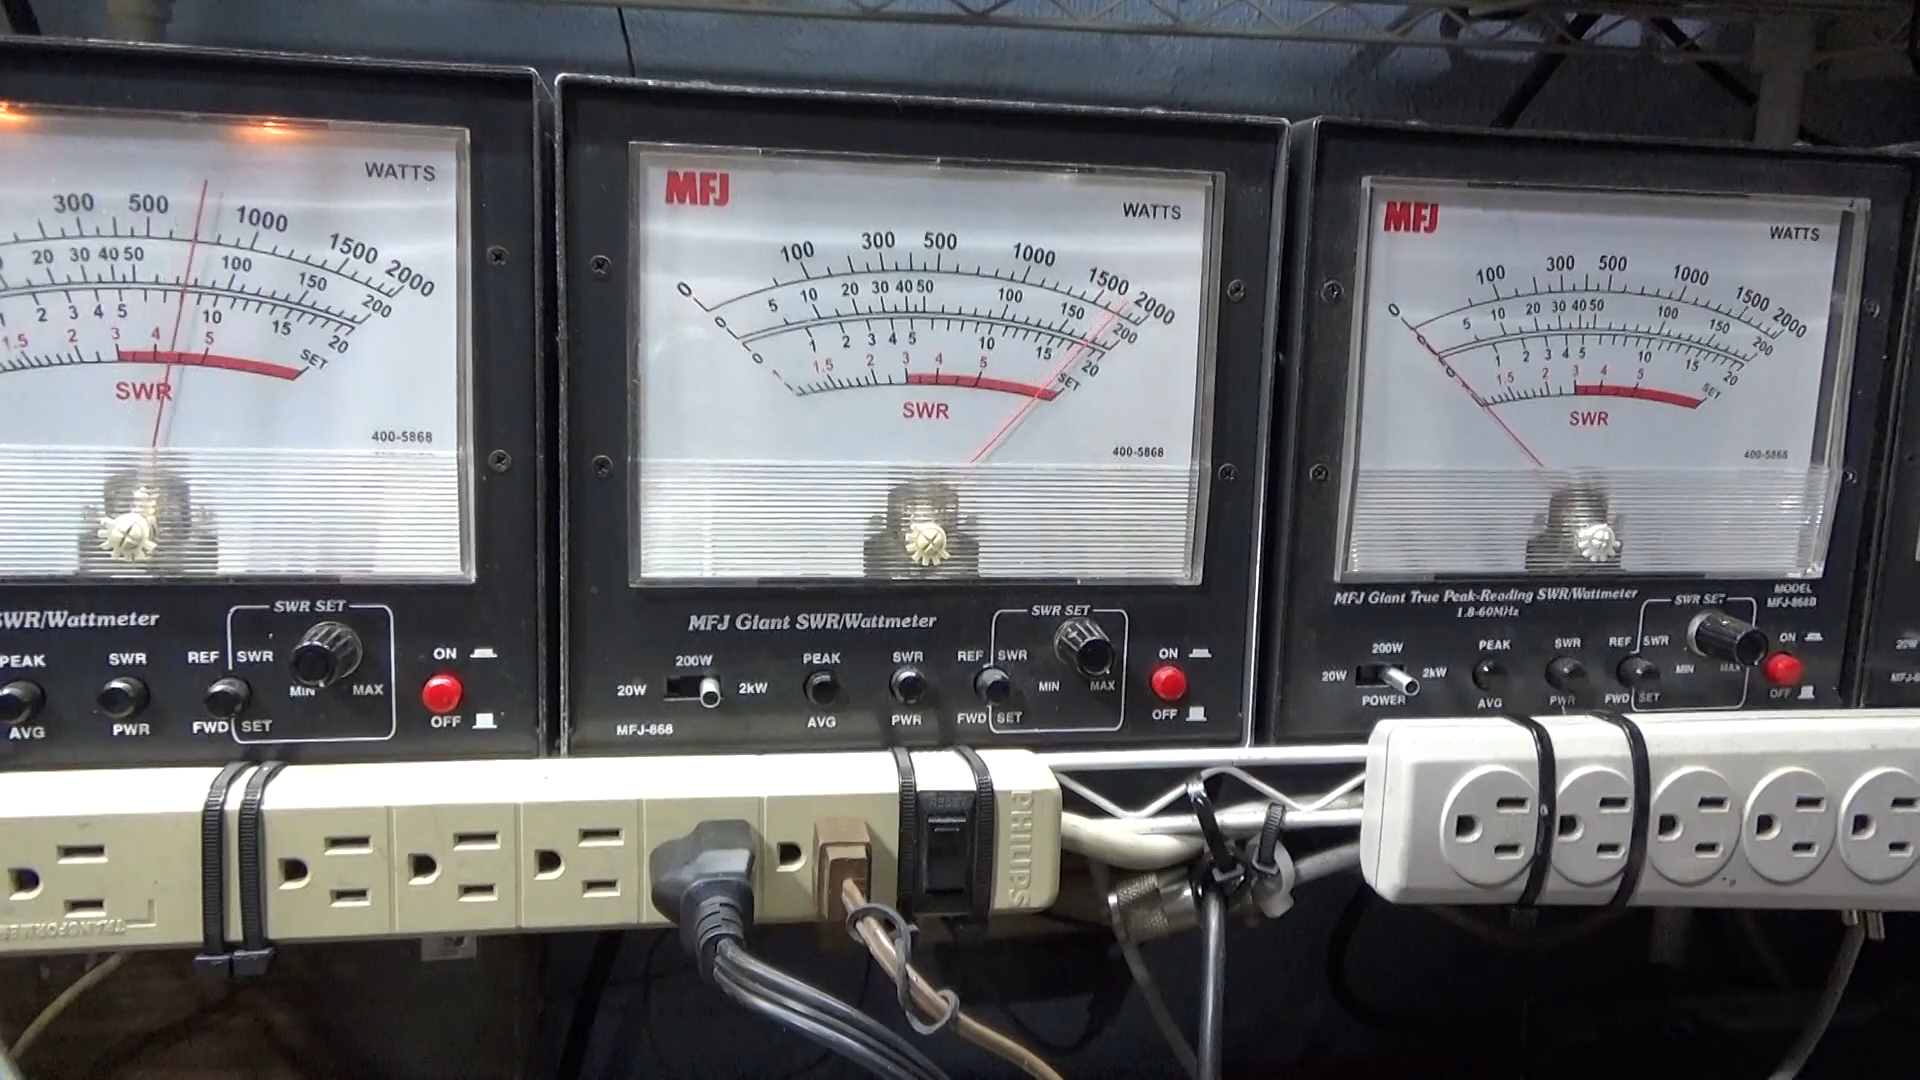 WATTS
300 500 1000 1500 2000
20 30 40 50 100 150 200
1 2 3 4 5 10 15 20
1.5 2 3 4 5 SET
SWR
400-5868
SWR/Wattmeter
SWR SET
PEAK SWR REF SWR ON
MIN MAX
AVG PWR FWD SET OFF
MFJ
WATTS
0 100 300 500 1000 1500 2000
0 5 10 20 30 40 50 100 150 200
0 1 2 3 4 5 10 15 20
1 1.5 2 3 4 5 SET
SWR
400-5868
MFJ Giant SWR/Wattmeter
SWR SET
200W PEAK SWR REF SWR ON
20W 2kW MIN MAX
AVG PWR FWD SET OFF
MFJ-868
MFJ
WATTS
0 100 300 500 1000 1500 2000
0 5 10 20 30 40 50 100 150 200
0 1 2 3 4 5 10 15 20
1.5 2 3 4 5 SET
SWR
400-5868
MFJ Giant True Peak-Reading SWR/Wattmeter
1.8-60MHz
MODEL
MFJ-868B
SWR SET
200W PEAK SWR REF SWR ON
20W 2kW MIN MAX
POWER AVG PWR FWD SET OFF
20W
RESET
PHILIPS